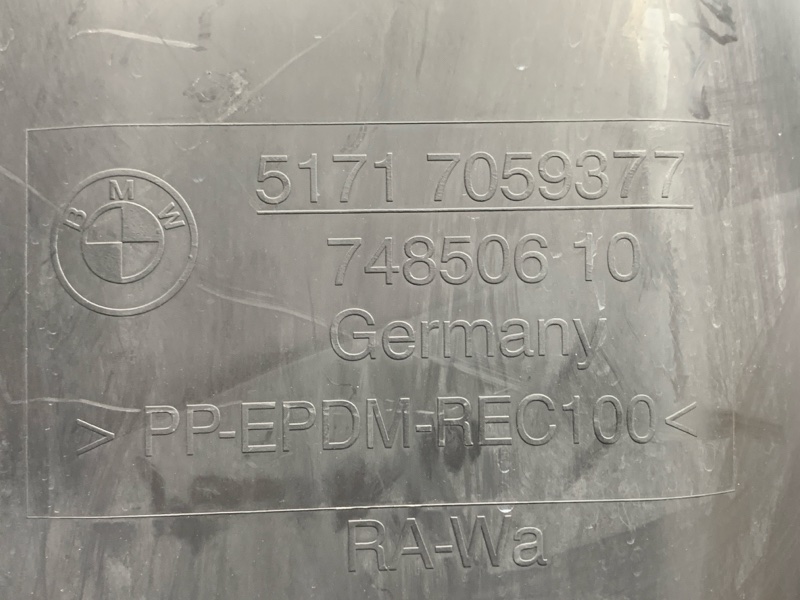 BMW
5171 7059377
748506 10
Germany
> PP-EPDM-REC100 <
RA-Wa